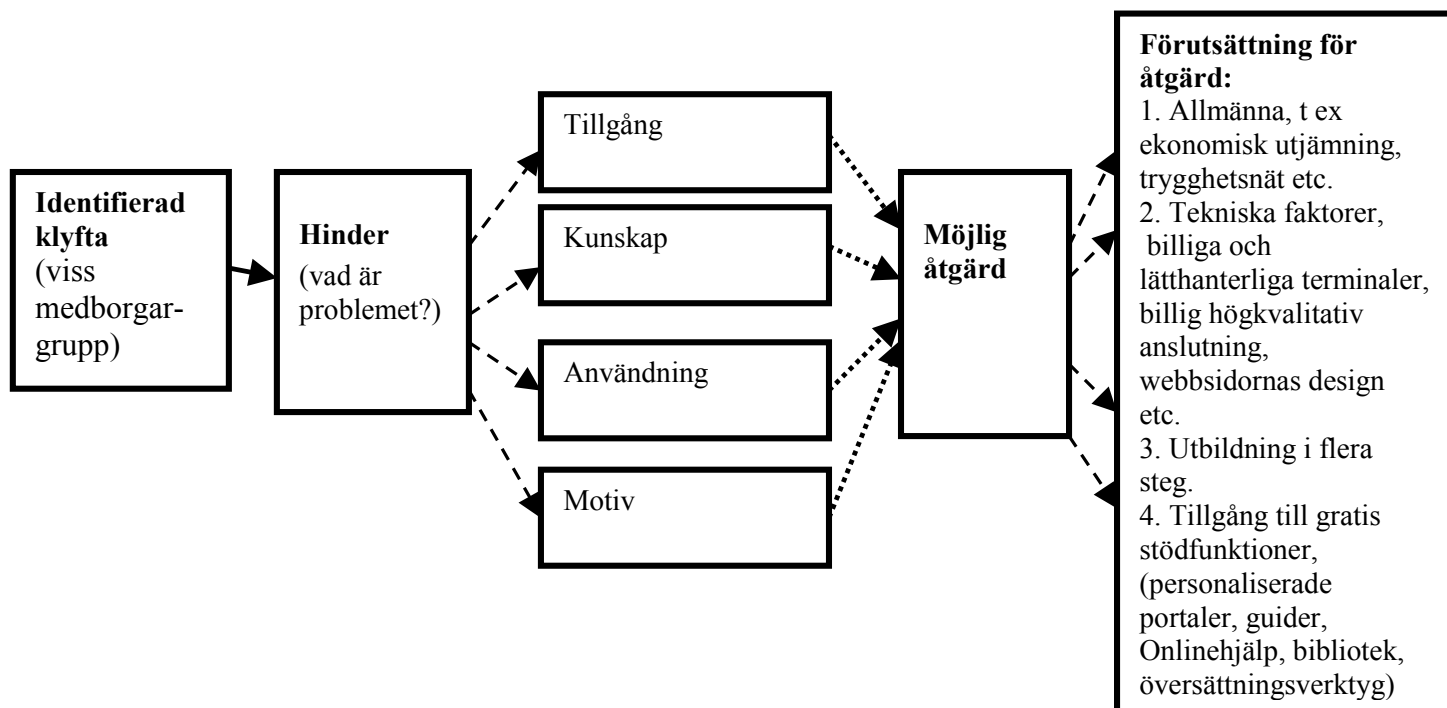 Identifierad
klyfta
(viss
medborgar-
grupp)
Hinder
(vad är
problemet?)
Tillgång
Kunskap
Användning
Motiv
Möjlig
åtgärd
Förutsättning för
åtgärd:
1. Allmänna, t ex
ekonomisk utjämning,
trygghetsnät etc.
2. Tekniska faktorer,
billiga och
lätthanterliga terminaler,
billig högkvalitativ
anslutning,
webbsidornas design
etc.
3. Utbildning i flera
steg.
4. Tillgång till gratis
stödfunktioner,
(personaliserade
portaler, guider,
Onlinehjälp, bibliotek,
översättningsverktyg)